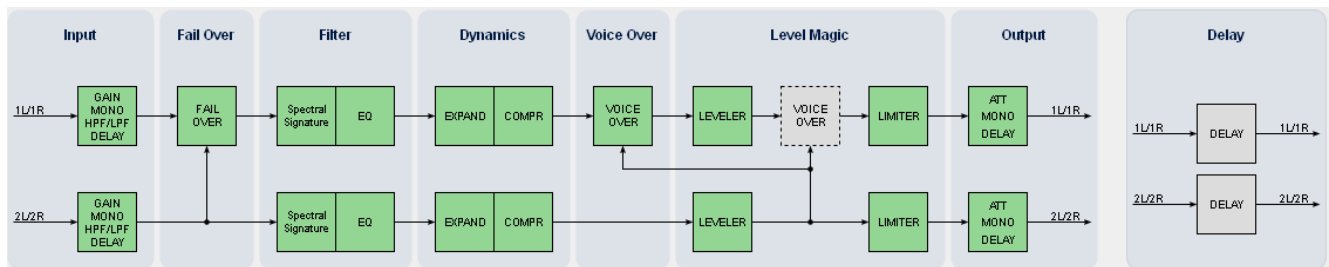 Input
Fail Over
Filter
Dynamics
Voice Over
Level Magic
Output
Delay
1L/1R
GAIN
MONO
HPF/LPF
DELAY
FAIL
OVER
Spectral
Signature
EQ
EXPAND
COMPR
VOICE
OVER
LEVELER
VOICE
OVER
LIMITER
ATT
MONO
DELAY
1L/1R
2L/2R
GAIN
MONO
HPF/LPF
DELAY
Spectral
Signature
EQ
EXPAND
COMPR
LEVELER
LIMITER
ATT
MONO
DELAY
2L/2R
1L/1R
DELAY
1L/1R
2L/2R
DELAY
2L/2R